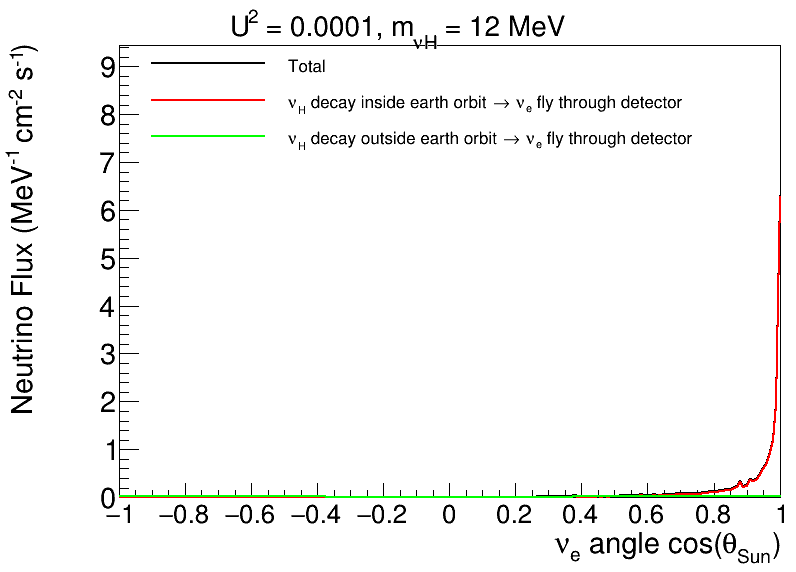 U² = 0.0001, m_νH = 12 MeV
Neutrino Flux (MeV⁻¹ cm⁻² s⁻¹)
Total
ν_H decay inside earth orbit → ν_e fly through detector
ν_H decay outside earth orbit → ν_e fly through detector
9
8
7
6
5
4
3
2
1
0
−1 −0.8 −0.6 −0.4 −0.2 0 0.2 0.4 0.6 0.8 1
ν_e angle cos(θ_Sun)